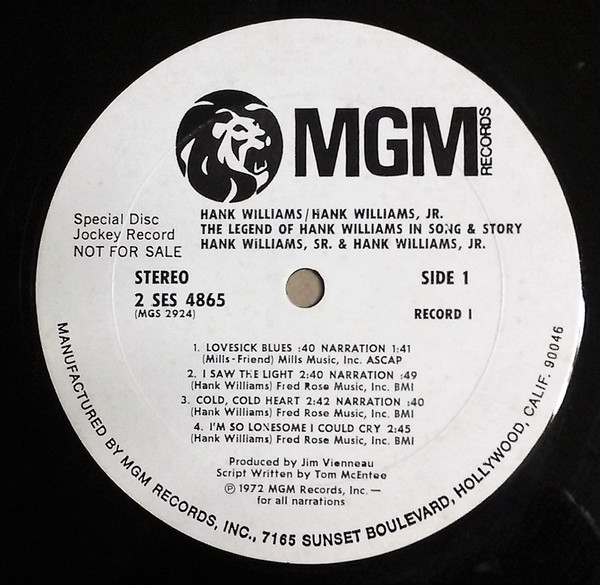 MGM
RECORDS
Special Disc
Jockey Record
NOT FOR SALE
HANK WILLIAMS/HANK WILLIAMS, JR.
THE LEGEND OF HANK WILLIAMS IN SONG & STORY
HANK WILLIAMS, SR. & HANK WILLIAMS, JR.
STEREO
2 SES 4865
(MGS 2924)
SIDE 1
RECORD I
1. LOVESICK BLUES :40 NARRATION 1:41
(Mills-Friend) Mills Music, Inc. ASCAP
2. I SAW THE LIGHT 2:40 NARRATION :49
(Hank Williams) Fred Rose Music, Inc. BMI
3. COLD, COLD HEART 2:42 NARRATION :40
(Hank Williams) Fred Rose Music, Inc. BMI
4. I'M SO LONESOME I COULD CRY 2:45
(Hank Williams) Fred Rose Music, Inc. BMI
Produced by Jim Vienneau
Script Written by Tom McEntee
℗ 1972 MGM Records, Inc. —
for all narrations
MANUFACTURED BY MGM RECORDS, INC., 7165 SUNSET BOULEVARD, HOLLYWOOD, CALIF. 90046